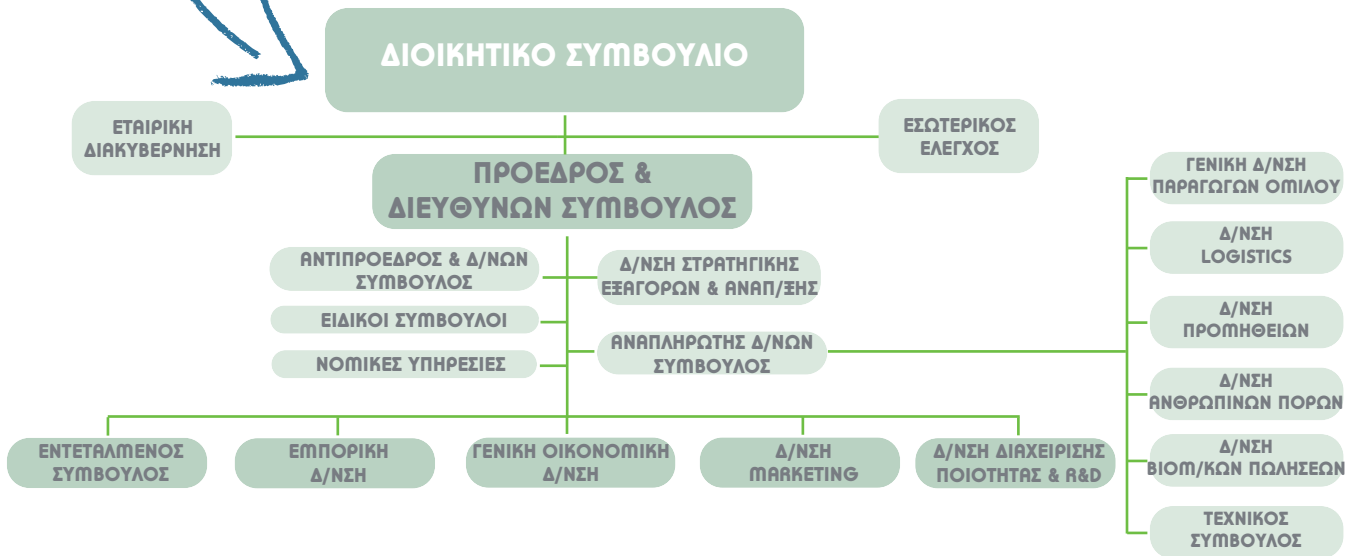 ΔΙΟΙΚΗΤΙΚΟ ΣΥΜΒΟΥΛΙΟ
ΕΤΑΙΡΙΚΗ
ΔΙΑΚΥΒΕΡΝΗΣΗ
ΕΣΩΤΕΡΙΚΟΣ
ΕΛΕΓΧΟΣ
ΠΡΟΕΔΡΟΣ &
ΔΙΕΥΘΥΝΩΝ ΣΥΜΒΟΥΛΟΣ
ΑΝΤΙΠΡΟΕΔΡΟΣ & Δ/ΝΩΝ
ΣΥΜΒΟΥΛΟΣ
Δ/ΝΣΗ ΣΤΡΑΤΗΓΙΚΗΣ
ΕΞΑΓΟΡΩΝ & ΑΝΑΠ/ΞΗΣ
ΕΙΔΙΚΟΙ ΣΥΜΒΟΥΛΟΙ
ΑΝΑΠΛΗΡΩΤΗΣ Δ/ΝΩΝ
ΣΥΜΒΟΥΛΟΣ
ΝΟΜΙΚΕΣ ΥΠΗΡΕΣΙΕΣ
ΓΕΝΙΚΗ Δ/ΝΣΗ
ΠΑΡΑΓΩΓΩΝ ΟΜΙΛΟΥ
Δ/ΝΣΗ
LOGISTICS
Δ/ΝΣΗ
ΠΡΟΜΗΘΕΙΩΝ
Δ/ΝΣΗ
ΑΝΘΡΩΠΙΝΩΝ ΠΟΡΩΝ
Δ/ΝΣΗ
ΒΙΟΜ/ΚΩΝ ΠΩΛΗΣΕΩΝ
ΤΕΧΝΙΚΟΣ
ΣΥΜΒΟΥΛΟΣ
ΕΝΤΕΤΑΛΜΕΝΟΣ
ΣΥΜΒΟΥΛΟΣ
ΕΜΠΟΡΙΚΗ
Δ/ΝΣΗ
ΓΕΝΙΚΗ ΟΙΚΟΝΟΜΙΚΗ
Δ/ΝΣΗ
Δ/ΝΣΗ
MARKETING
Δ/ΝΣΗ ΔΙΑΧΕΙΡΙΣΗΣ
ΠΟΙΟΤΗΤΑΣ & R&D